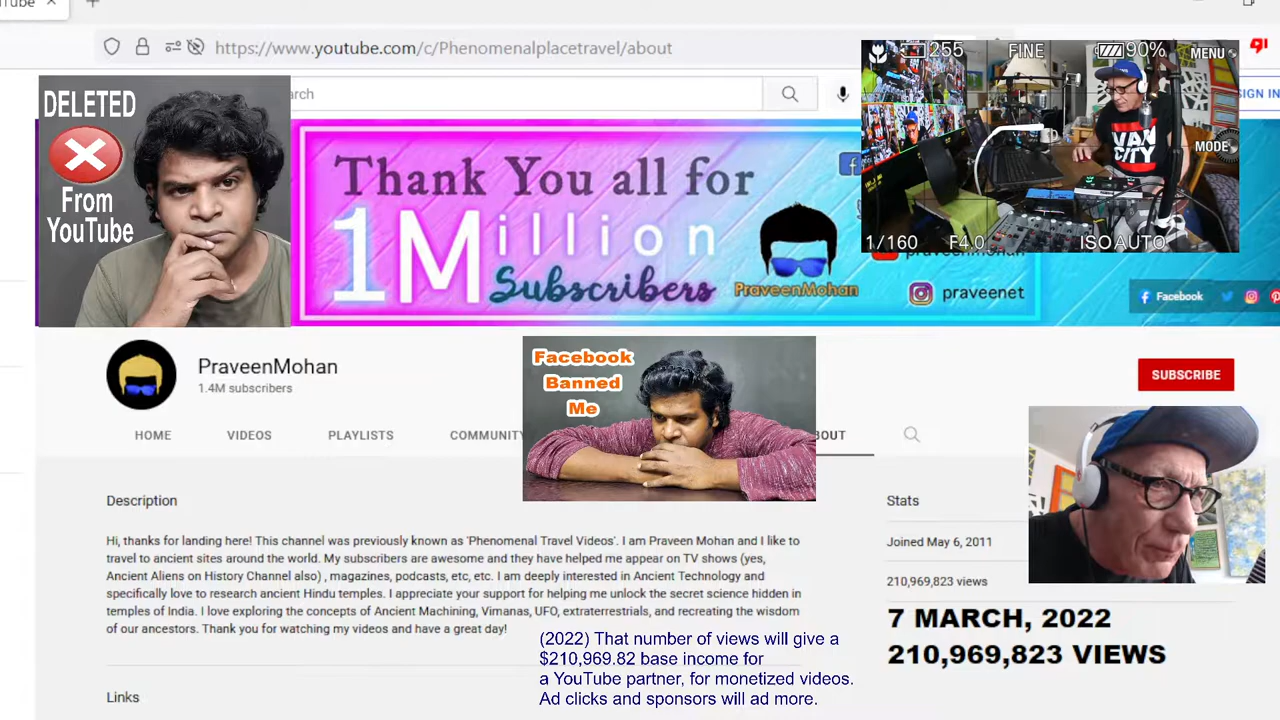 Tube
https://www.youtube.com/c/Phenomenalplacetravel/about
arch
SIGN IN
DELETED
From
YouTube
Thank You all for
1Million
Subscribers
PraveenMohan
praveenmohan
praveenet
Facebook
255 FINE 90% MENU
MODE
VAN
CITY
1/160 F4.0 ISO AUTO
PraveenMohan
1.4M subscribers
SUBSCRIBE
HOME VIDEOS PLAYLISTS COMMUNITY BOUT
Facebook
Banned
Me
Description
Hi, thanks for landing here! This channel was previously known as 'Phenomenal Travel Videos'. I am Praveen Mohan and I like to
travel to ancient sites around the world. My subscribers are awesome and they have helped me appear on TV shows (yes,
Ancient Aliens on History Channel also) , magazines, podcasts, etc, etc. I am deeply interested in Ancient Technology and
specifically love to research ancient Hindu temples. I appreciate your support for helping me unlock the secret science hidden in
temples of India. I love exploring the concepts of Ancient Machining, Vimanas, UFO, extraterrestrials, and recreating the wisdom
of our ancestors. Thank you for watching my videos and have a great day!
Links
Stats
Joined May 6, 2011
210,969,823 views
7 MARCH, 2022
210,969,823 VIEWS
(2022) That number of views will give a
$210,969.82 base income for
a YouTube partner, for monetized videos.
Ad clicks and sponsors will ad more.